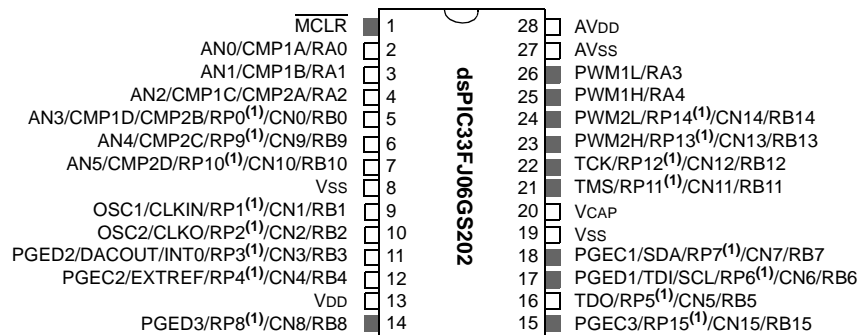 MCLR 1 28 AVDD
AN0/CMP1A/RA0 2 27 AVSS
AN1/CMP1B/RA1 3 26 PWM1L/RA3
AN2/CMP1C/CMP2A/RA2 4 25 PWM1H/RA4
AN3/CMP1D/CMP2B/RP0(1)/CN0/RB0 5 24 PWM2L/RP14(1)/CN14/RB14
AN4/CMP2C/RP9(1)/CN9/RB9 6 23 PWM2H/RP13(1)/CN13/RB13
AN5/CMP2D/RP10(1)/CN10/RB10 7 22 TCK/RP12(1)/CN12/RB12
VSS 8 21 TMS/RP11(1)/CN11/RB11
OSC1/CLKIN/RP1(1)/CN1/RB1 9 20 VCAP
OSC2/CLKO/RP2(1)/CN2/RB2 10 19 VSS
PGED2/DACOUT/INT0/RP3(1)/CN3/RB3 11 18 PGEC1/SDA/RP7(1)/CN7/RB7
PGEC2/EXTREF/RP4(1)/CN4/RB4 12 17 PGED1/TDI/SCL/RP6(1)/CN6/RB6
VDD 13 16 TDO/RP5(1)/CN5/RB5
PGED3/RP8(1)/CN8/RB8 14 15 PGEC3/RP15(1)/CN15/RB15
dsPIC33FJ06GS202